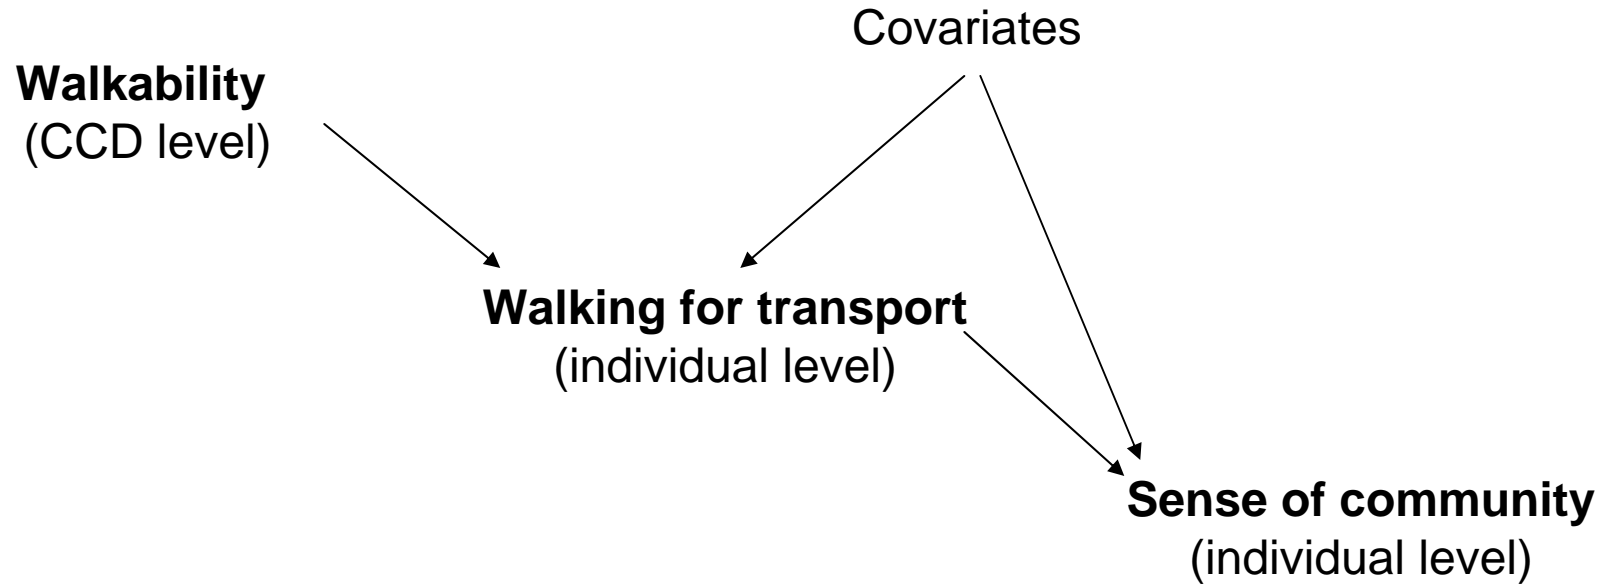 Covariates
Walkability
(CCD level)
Walking for transport
(individual level)
Sense of community
(individual level)